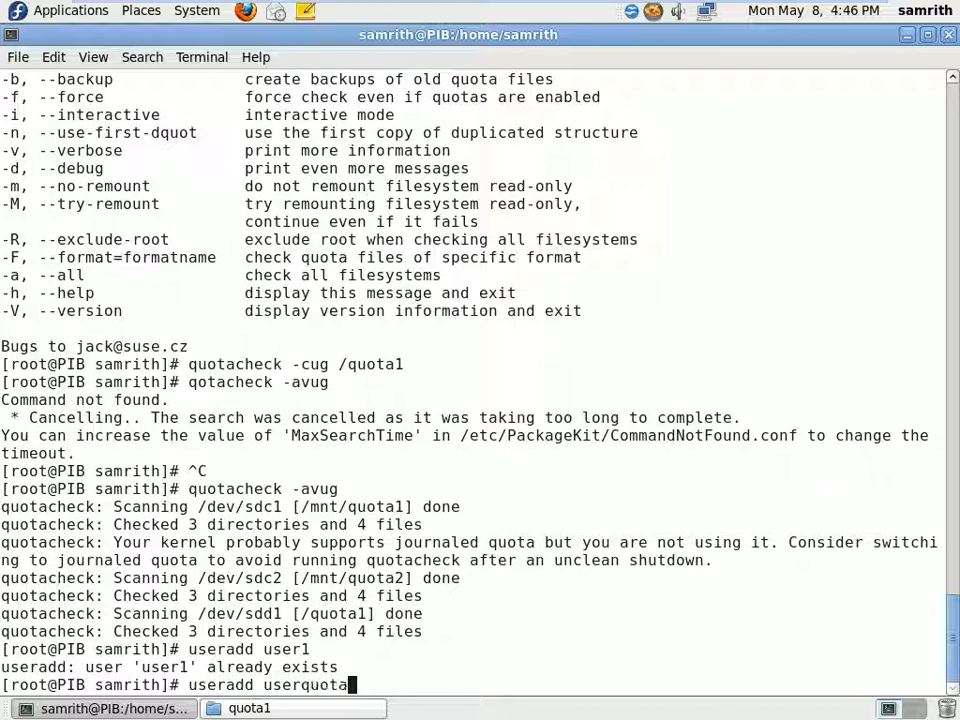 Applications Places System Mon May 8, 4:46 PM samrith
samrith@PIB:/home/samrith
File Edit View Search Terminal Help
-b, --backup create backups of old quota files
-f, --force force check even if quotas are enabled
-i, --interactive interactive mode
-n, --use-first-dquot use the first copy of duplicated structure
-v, --verbose print more information
-d, --debug print even more messages
-m, --no-remount do not remount filesystem read-only
-M, --try-remount try remounting filesystem read-only,
continue even if it fails
-R, --exclude-root exclude root when checking all filesystems
-F, --format=formatname check quota files of specific format
-a, --all check all filesystems
-h, --help display this message and exit
-V, --version display version information and exit
Bugs to jack@suse.cz
[root@PIB samrith]# quotacheck -cug /quota1
[root@PIB samrith]# qotacheck -avug
Command not found.
* Cancelling.. The search was cancelled as it was taking too long to complete.
You can increase the value of 'MaxSearchTime' in /etc/PackageKit/CommandNotFound.conf to change the
timeout.
[root@PIB samrith]# ^C
[root@PIB samrith]# quotacheck -avug
quotacheck: Scanning /dev/sdc1 [/mnt/quota1] done
quotacheck: Checked 3 directories and 4 files
quotacheck: Your kernel probably supports journaled quota but you are not using it. Consider switchi
ng to journaled quota to avoid running quotacheck after an unclean shutdown.
quotacheck: Scanning /dev/sdc2 [/mnt/quota2] done
quotacheck: Checked 3 directories and 4 files
quotacheck: Scanning /dev/sdd1 [/quota1] done
quotacheck: Checked 3 directories and 4 files
[root@PIB samrith]# useradd user1
useradd: user 'user1' already exists
[root@PIB samrith]# useradd userquota
samrith@PIB:/home/s... quota1